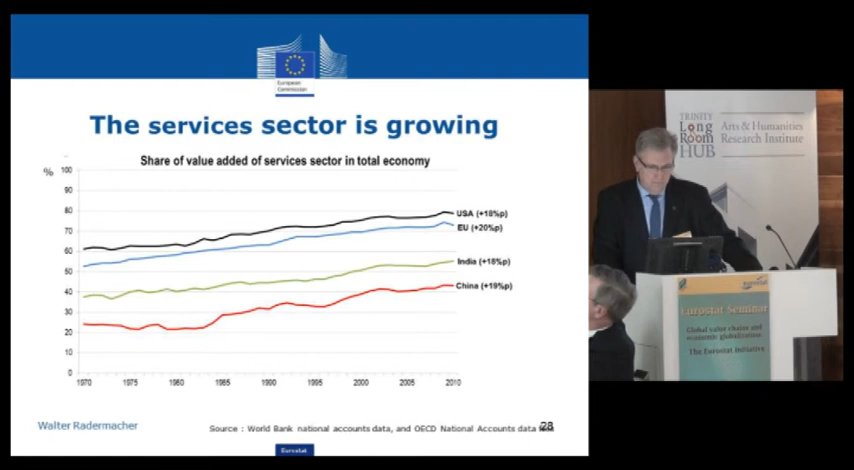 European
Commission
The services sector is growing
Share of value added of services sector in total economy
%
100
90
80
70
60
50
40
30
20
10
0
1970
1975
1980
1985
1990
1995
2000
2005
2010
USA (+18%p)
EU (+20%p)
India (+18%p)
China (+19%p)
Walter Radermacher
Source : World Bank national accounts data, and OECD National Accounts data
28
Eurostat
TRINITY
LONG
ROOM
HUB
Arts & Humanities
Research Institute
eurostat
Eurostat Seminar
Global value chains and
economic globalization
The Eurostat Initiative